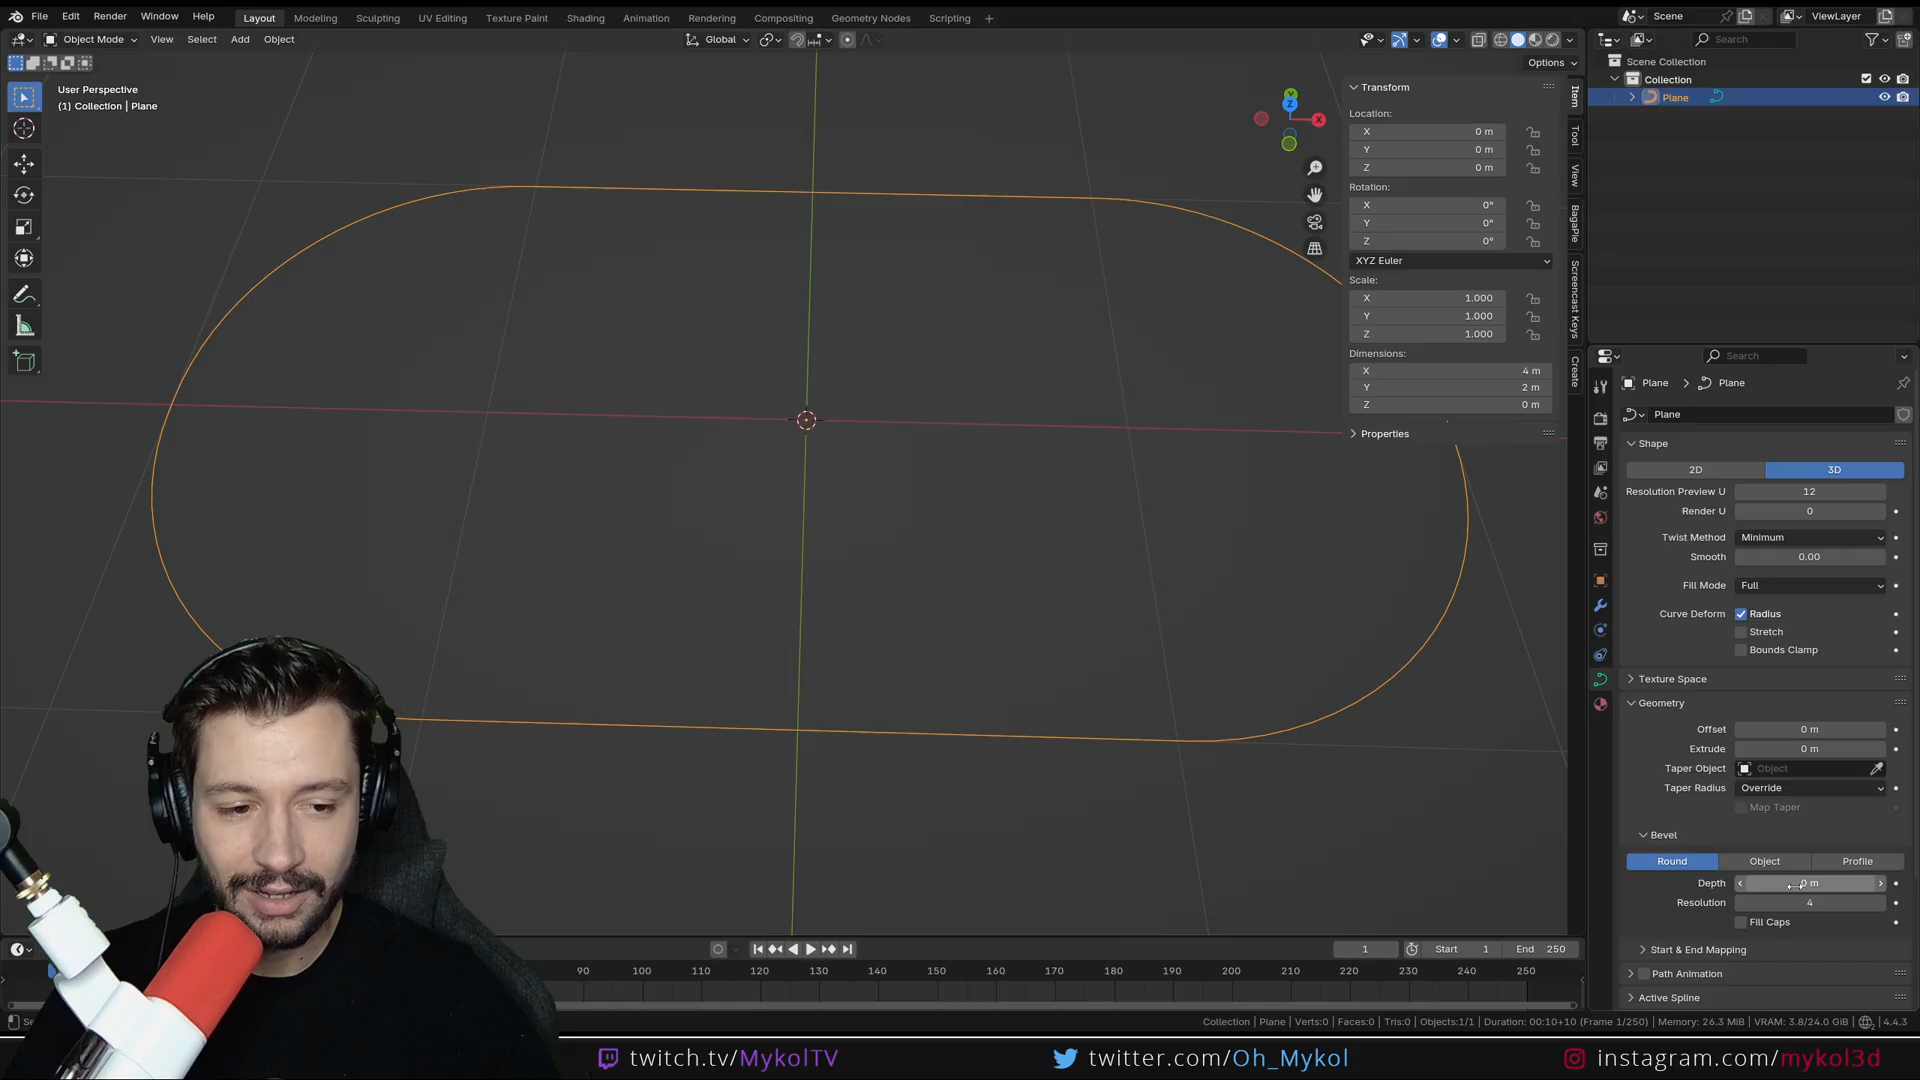 File Edit Render Window Help Layout Modeling Sculpting UV Editing Texture Paint Shading Animation Rendering Compositing Geometry Nodes Scripting + Scene ViewLayer
Object Mode View Select Add Object Global Search
Options
User Perspective
(1) Collection | Plane
Scene Collection
Collection
Plane
Y
Z
X
Transform
Location:
X 0 m
Y 0 m
Z 0 m
Rotation:
X 0°
Y 0°
Z 0°
XYZ Euler
Scale:
X 1.000
Y 1.000
Z 1.000
Dimensions:
X 4 m
Y 2 m
Z 0 m
Properties
Item
Tool
View
BagaPie
Screencast Keys
Create
Search
Plane > Plane
Plane
Shape
2D 3D
Resolution Preview U 12
Render U 0
Twist Method Minimum
Smooth 0.00
Fill Mode Full
Curve Deform Radius
Stretch
Bounds Clamp
Texture Space
Geometry
Offset 0 m
Extrude 0 m
Taper Object Object
Taper Radius Override
Map Taper
Bevel
Round Object Profile
Depth 0 m
Resolution 4
Fill Caps
Start & End Mapping
Path Animation
Active Spline
1 Start 1 End 250
90 100 110 120 130 140 150 160 170 180 190 200 210 220 230 240 250
Collection | Plane | Verts:0 | Faces:0 | Tris:0 | Objects:1/1 | Duration: 00:10+10 (Frame 1/250) | Memory: 26.3 MiB | VRAM: 3.8/24.0 GiB | 4.4.3
twitch.tv/MykolTV twitter.com/Oh_Mykol instagram.com/mykol3d